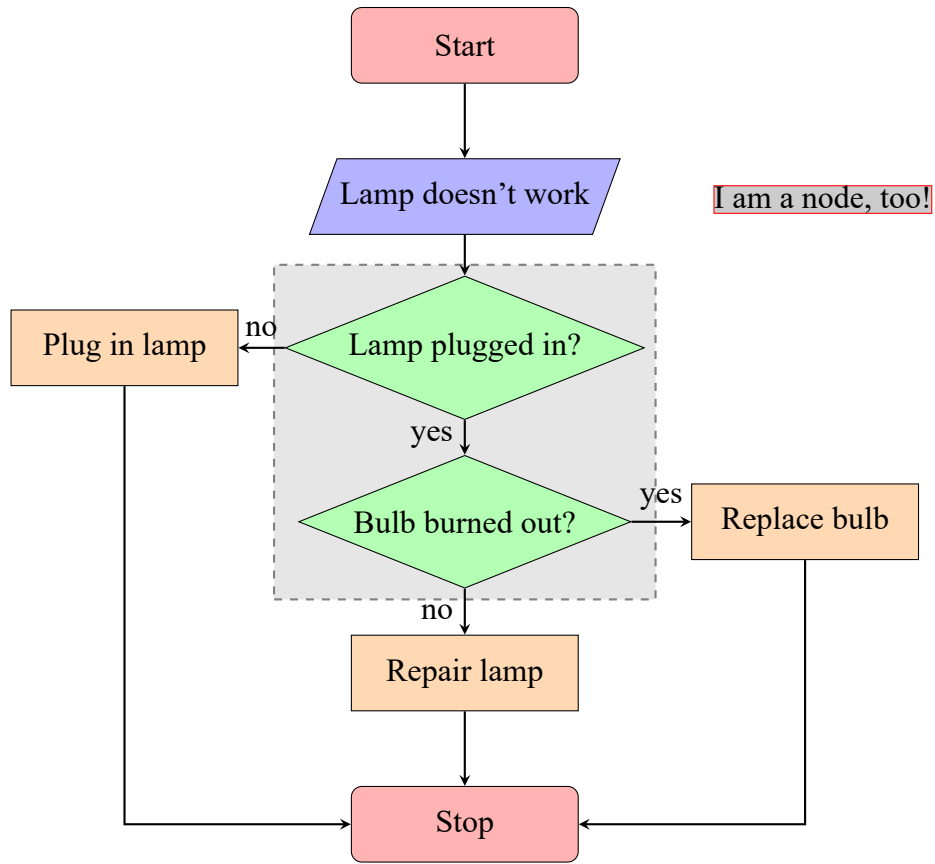 Start
Lamp doesn’t work
I am a node, too!
no
Plug in lamp
Lamp plugged in?
yes
Bulb burned out?
yes
Replace bulb
no
Repair lamp
Stop